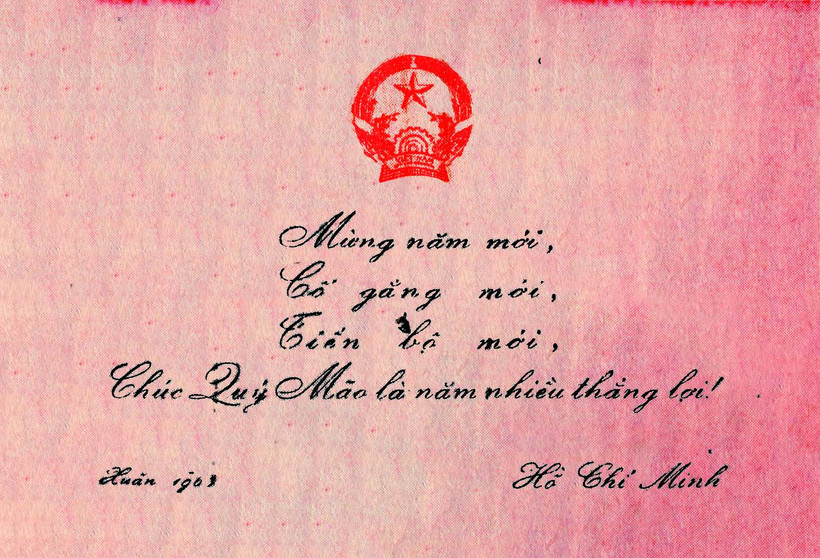 Mừng năm mới,
Cố gắng mới,
Tiến bộ mới,
Chúc Quý Mão là năm nhiều thắng lợi!
Xuân 1963
Hồ Chí Minh